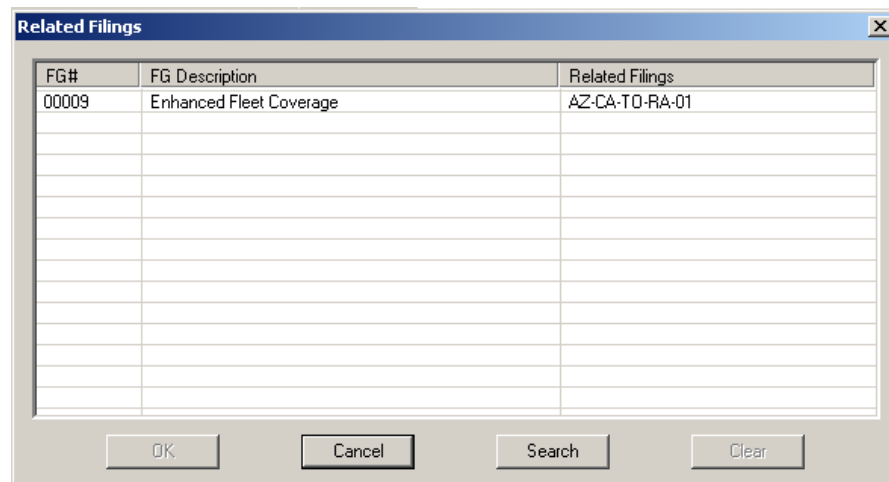 Related Filings
FG# FG Description Related Filings
00009 Enhanced Fleet Coverage AZ-CA-TO-RA-01
OK Cancel Search Clear